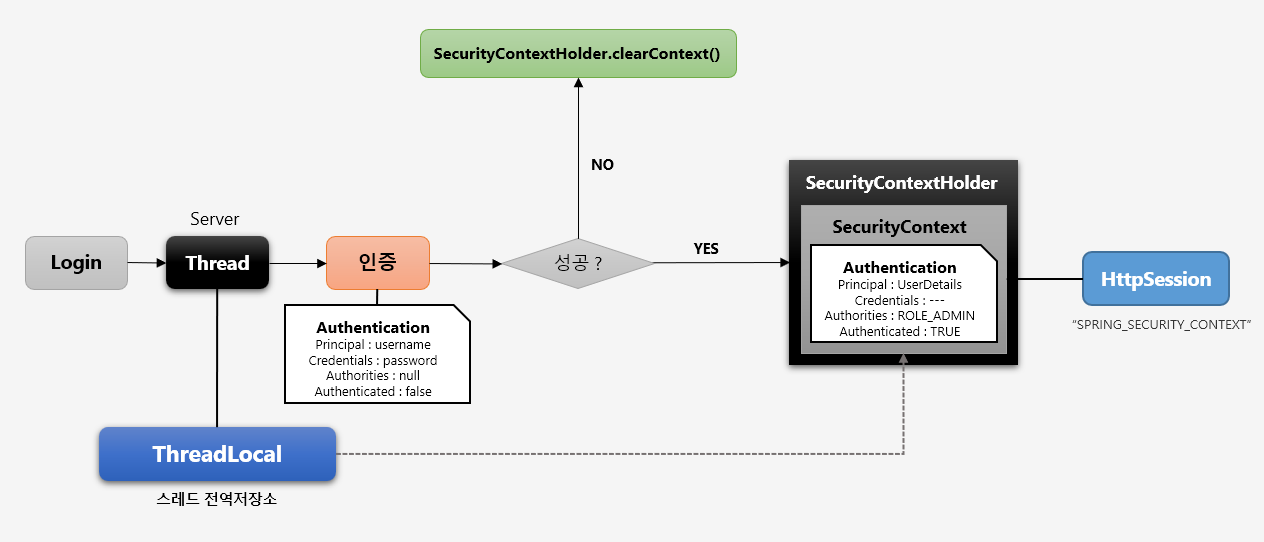 SecurityContextHolder.clearContext()
NO
Server
Login
Thread
인증
성공 ?
YES
SecurityContextHolder
SecurityContext
Authentication
Principal : UserDetails
Credentials : ---
Authorities : ROLE_ADMIN
Authenticated : TRUE
HttpSession
“SPRING_SECURITY_CONTEXT”
Authentication
Principal : username
Credentials : password
Authorities : null
Authenticated : false
ThreadLocal
스레드 전역저장소